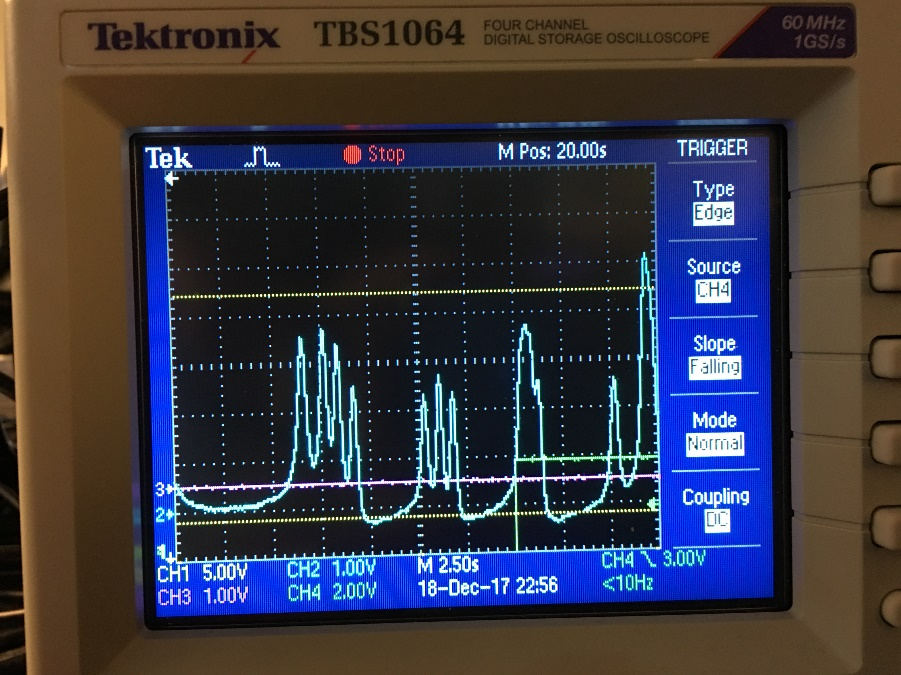 Tektronix TBS1064 FOUR CHANNEL DIGITAL STORAGE OSCILLOSCOPE
60 MHz
1GS/s
Tek Stop M Pos: 20.00s
TRIGGER
Type
Edge
Source
CH4
Slope
Falling
Mode
Normal
Coupling
DC
3
2
CH1 5.00V CH2 1.00V M 2.50s CH4 3.00V
CH3 1.00V CH4 2.00V 18-Dec-17 22:56 <10Hz